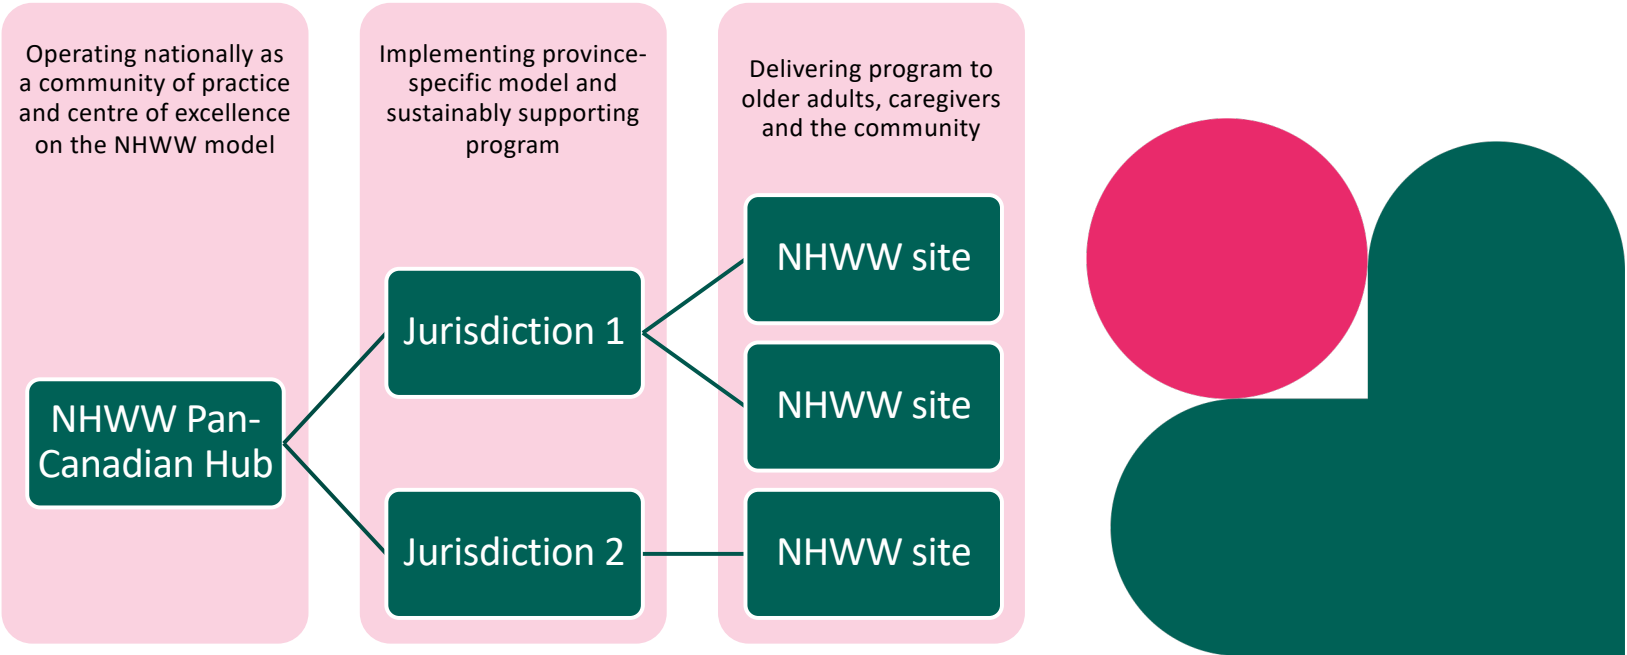 Operating nationally as
a community of practice
and centre of excellence
on the NHWW model
Implementing province-
specific model and
sustainably supporting
program
Delivering program to
older adults, caregivers
and the community
NHWW Pan-
Canadian Hub
Jurisdiction 1
Jurisdiction 2
NHWW site
NHWW site
NHWW site